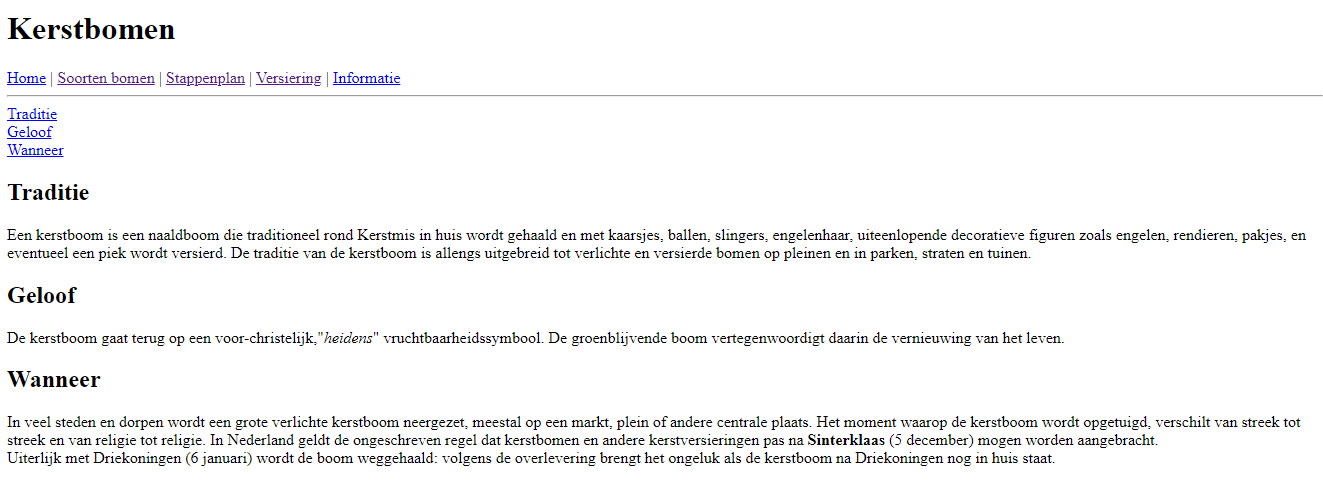 Kerstbomen
Home | Soorten bomen | Stappenplan | Versiering | Informatie
Traditie
Geloof
Wanneer
Traditie
Een kerstboom is een naaldboom die traditioneel rond Kerstmis in huis wordt gehaald en met kaarsjes, ballen, slingers, engelenhaar, uiteenlopende decoratieve figuren zoals engelen, rendieren, pakjes, en
eventueel een piek wordt versierd. De traditie van de kerstboom is allengs uitgebreid tot verlichte en versierde bomen op pleinen en in parken, straten en tuinen.
Geloof
De kerstboom gaat terug op een voor-christelijk,"heidens" vruchtbaarheidssymbool. De groenblijvende boom vertegenwoordigt daarin de vernieuwing van het leven.
Wanneer
In veel steden en dorpen wordt een grote verlichte kerstboom neergezet, meestal op een markt, plein of andere centrale plaats. Het moment waarop de kerstboom wordt opgetuigd, verschilt van streek tot
streek en van religie tot religie. In Nederland geldt de ongeschreven regel dat kerstbomen en andere kerstversieringen pas na Sinterklaas (5 december) mogen worden aangebracht.
Uiterlijk met Driekoningen (6 januari) wordt de boom weggehaald: volgens de overlevering brengt het ongeluk als de kerstboom na Driekoningen nog in huis staat.